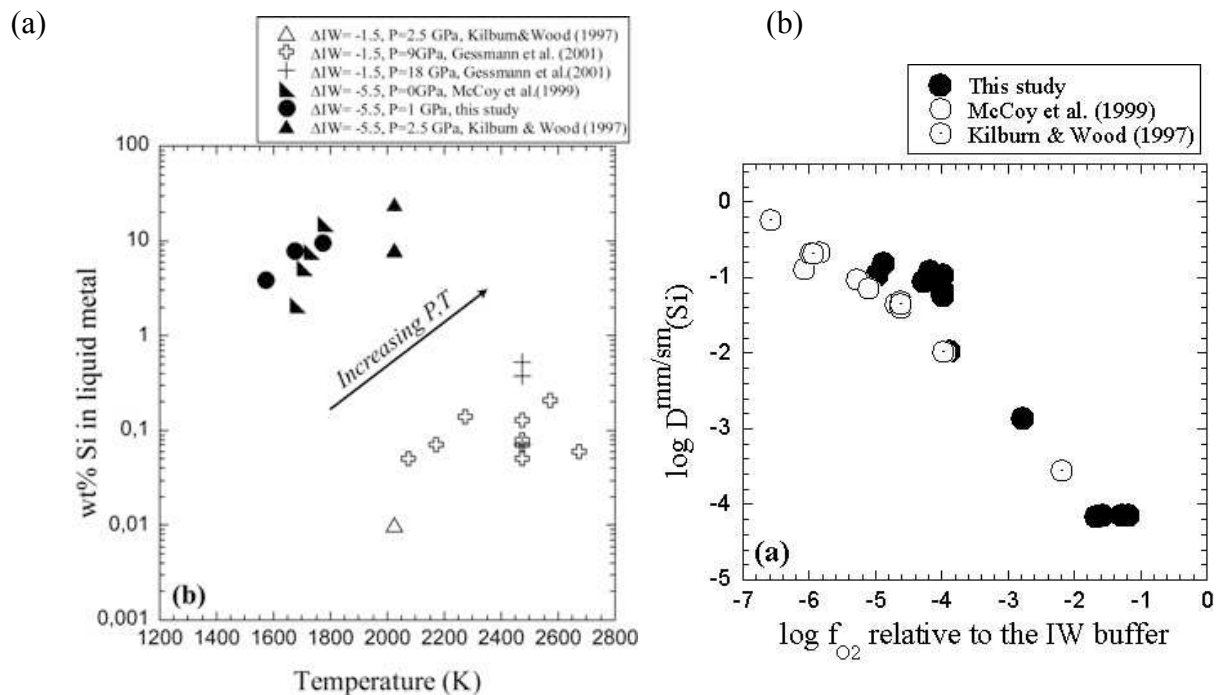 (a)
ΔIW= -1.5, P=2.5 GPa, Kilburn&Wood (1997)
ΔIW= -1.5, P=9GPa, Gessmann et al. (2001)
ΔIW= -1.5, P=18 GPa, Gessmann et al.(2001)
ΔIW= -5.5, P=0GPa, McCoy et al.(1999)
ΔIW= -5.5, P=1 GPa, this study
ΔIW= -5.5, P=2.5 GPa, Kilburn & Wood (1997)
100
10
1
0,1
0,01
0,001
wt% Si in liquid metal
Increasing P,T
(b)
1200 1400 1600 1800 2000 2200 2400 2600 2800
Temperature (K)
(b)
This study
McCoy et al. (1999)
Kilburn & Wood (1997)
0
-1
-2
-3
-4
-5
log D^mm/sm(Si)
(a)
-7 -6 -5 -4 -3 -2 -1 0
log f_O2 relative to the IW buffer